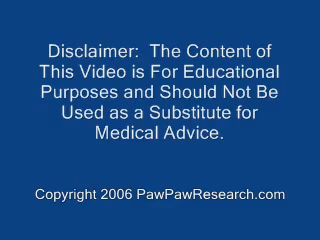 Disclaimer:  The Content of
This Video is For Educational
Purposes and Should Not Be
Used as a Substitute for
Medical Advice.
Copyright 2006 PawPawResearch.com